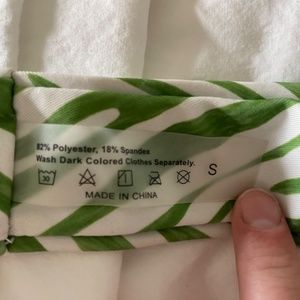 82% Polyester, 18% Spandex
Wash Dark Colored Clothes Separately.
30 S
MADE IN CHINA